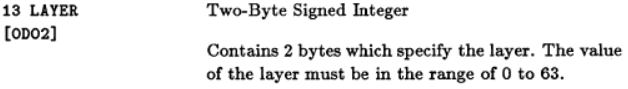 13 LAYER Two-Byte Signed Integer
[0D02]
Contains 2 bytes which specify the layer. The value
of the layer must be in the range of 0 to 63.